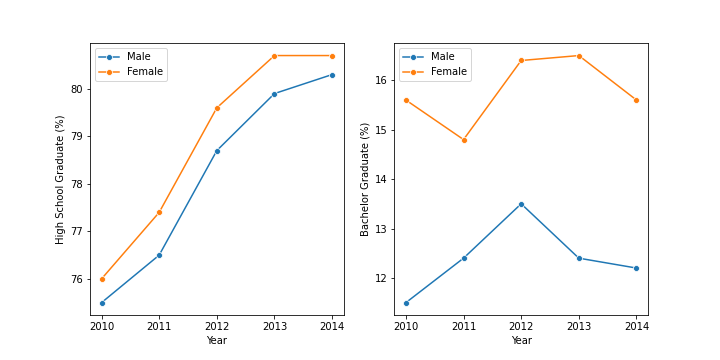 Male
Female
80
79
78
77
76
High School Graduate (%)
2010 2011 2012 2013 2014
Year
Male
Female
16
15
14
13
12
Bachelor Graduate (%)
2010 2011 2012 2013 2014
Year